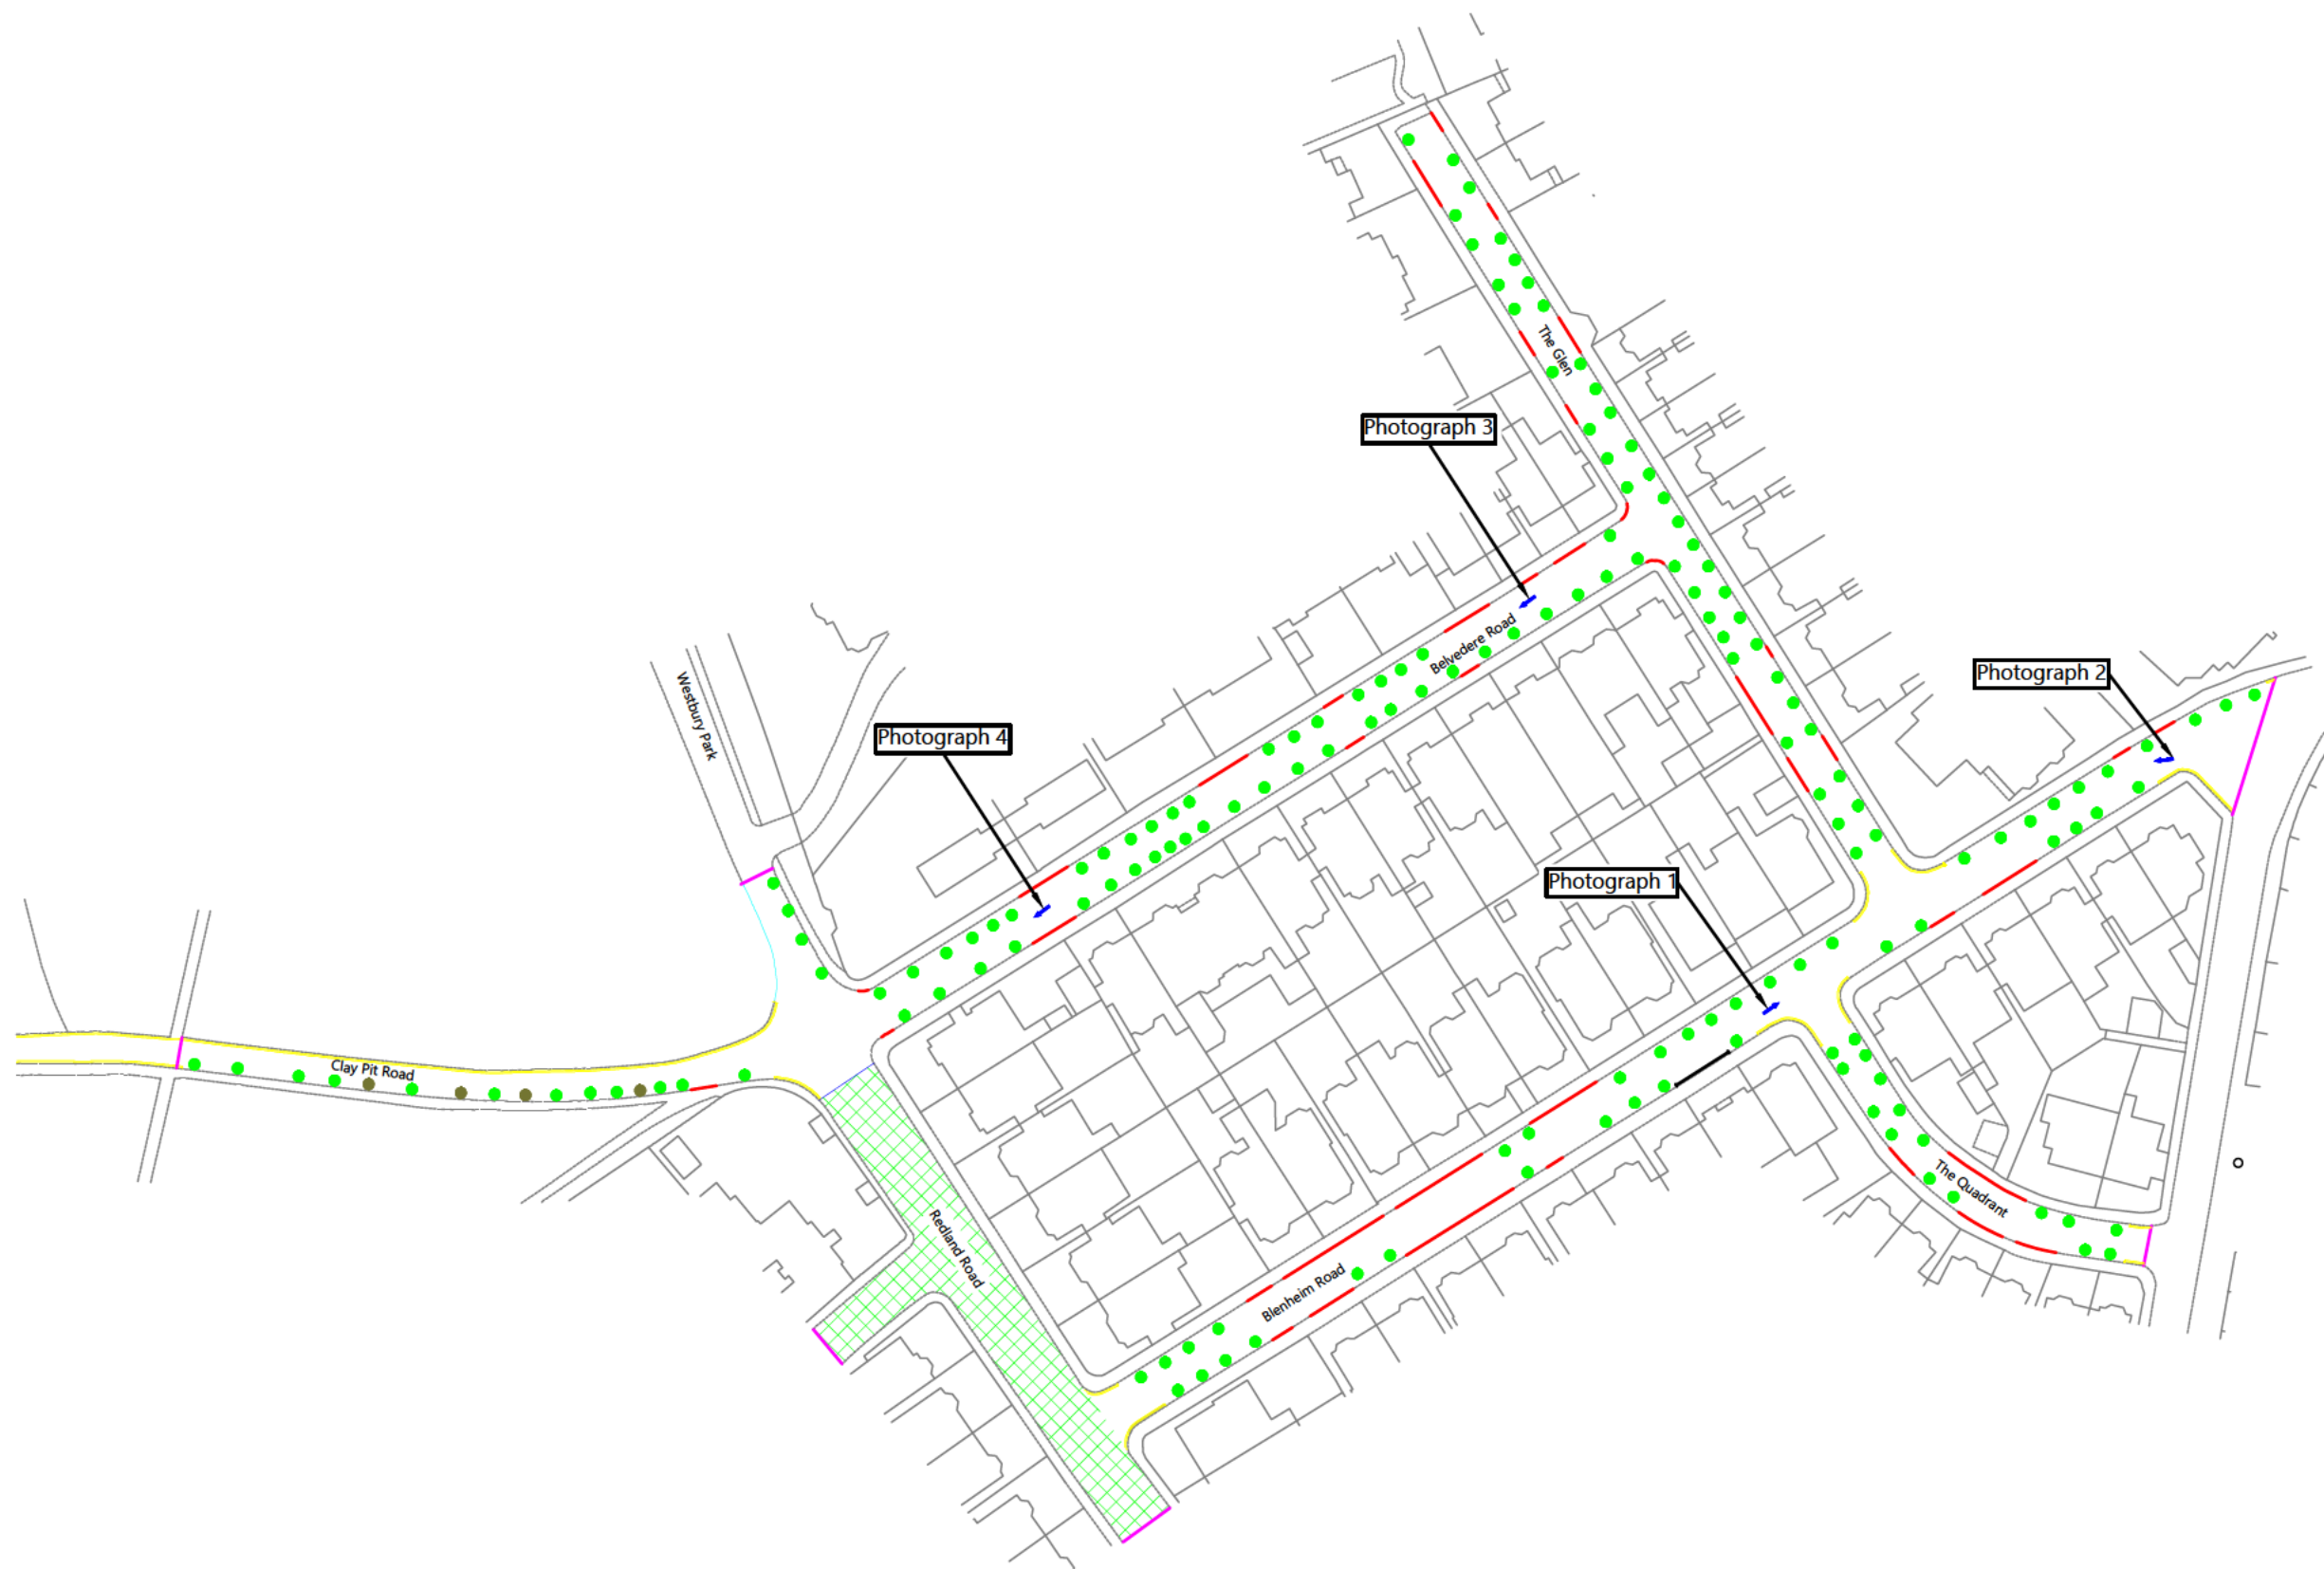 The Glen
Photograph 3
Belvedere Road
Photograph 2
Westbury Park
Photograph 4
Photograph 1
Clay Pit Road
The Quadrant
Redland Road
Blenheim Road